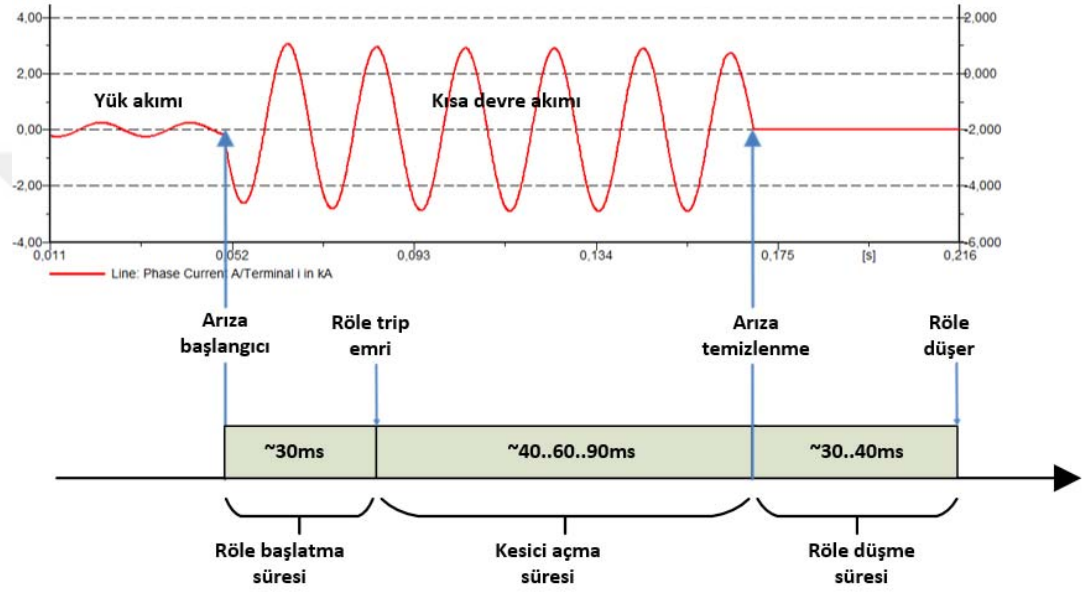 4,00
2,000
2,00
0,000
Yük akımı
Kısa devre akımı
0,00
-2,000
-2,00
-4,000
-4,00
-6,000
0,011
0,052
0,093
0,134
0,175
[s]
0,216
Line: Phase Current A/Terminal i in kA
Arıza
başlangıcı
Röle trip
emri
Arıza
temizlenme
Röle
düşer
~30ms
~40..60..90ms
~30..40ms
Röle başlatma
süresi
Kesici açma
süresi
Röle düşme
süresi